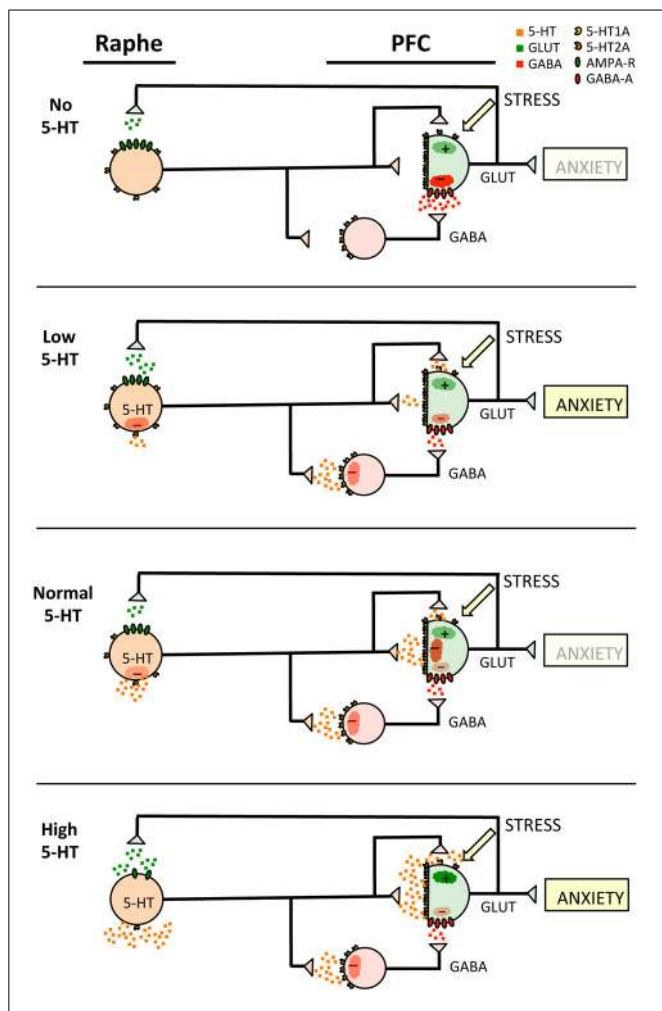 Raphe
PFC
5-HT
GLUT
GABA
5-HT1A
5-HT2A
AMPA-R
GABA-A
No
5-HT
STRESS
+
−
GLUT
ANXIETY
GABA
Low
5-HT
STRESS
5-HT
−
+
−
GLUT
ANXIETY
−
GABA
Normal
5-HT
STRESS
5-HT
−
+
−
−
GLUT
ANXIETY
−
GABA
High
5-HT
STRESS
5-HT
+
−
GLUT
ANXIETY
−
GABA